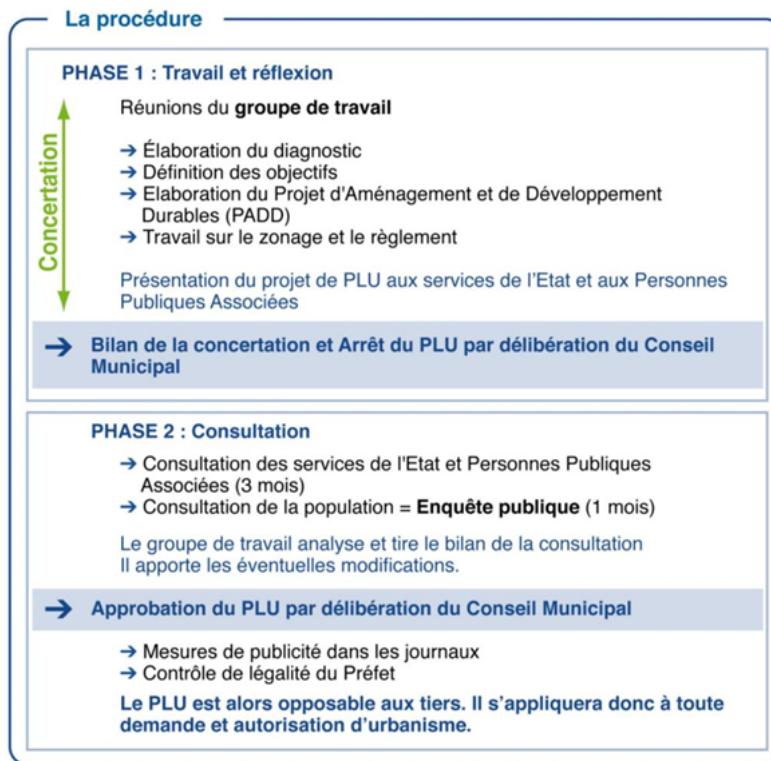 La procédure
PHASE 1 : Travail et réflexion
Concertation
Réunions du groupe de travail
→ Élaboration du diagnostic
→ Définition des objectifs
→ Elaboration du Projet d'Aménagement et de Développement
Durables (PADD)
→ Travail sur le zonage et le règlement
Présentation du projet de PLU aux services de l'Etat et aux Personnes
Publiques Associées
→ Bilan de la concertation et Arrêt du PLU par délibération du Conseil
Municipal
PHASE 2 : Consultation
→ Consultation des services de l'Etat et Personnes Publiques
Associées (3 mois)
→ Consultation de la population = Enquête publique (1 mois)
Le groupe de travail analyse et tire le bilan de la consultation
Il apporte les éventuelles modifications.
→ Approbation du PLU par délibération du Conseil Municipal
→ Mesures de publicité dans les journaux
→ Contrôle de légalité du Préfet
Le PLU est alors opposable aux tiers. Il s'appliquera donc à toute
demande et autorisation d'urbanisme.